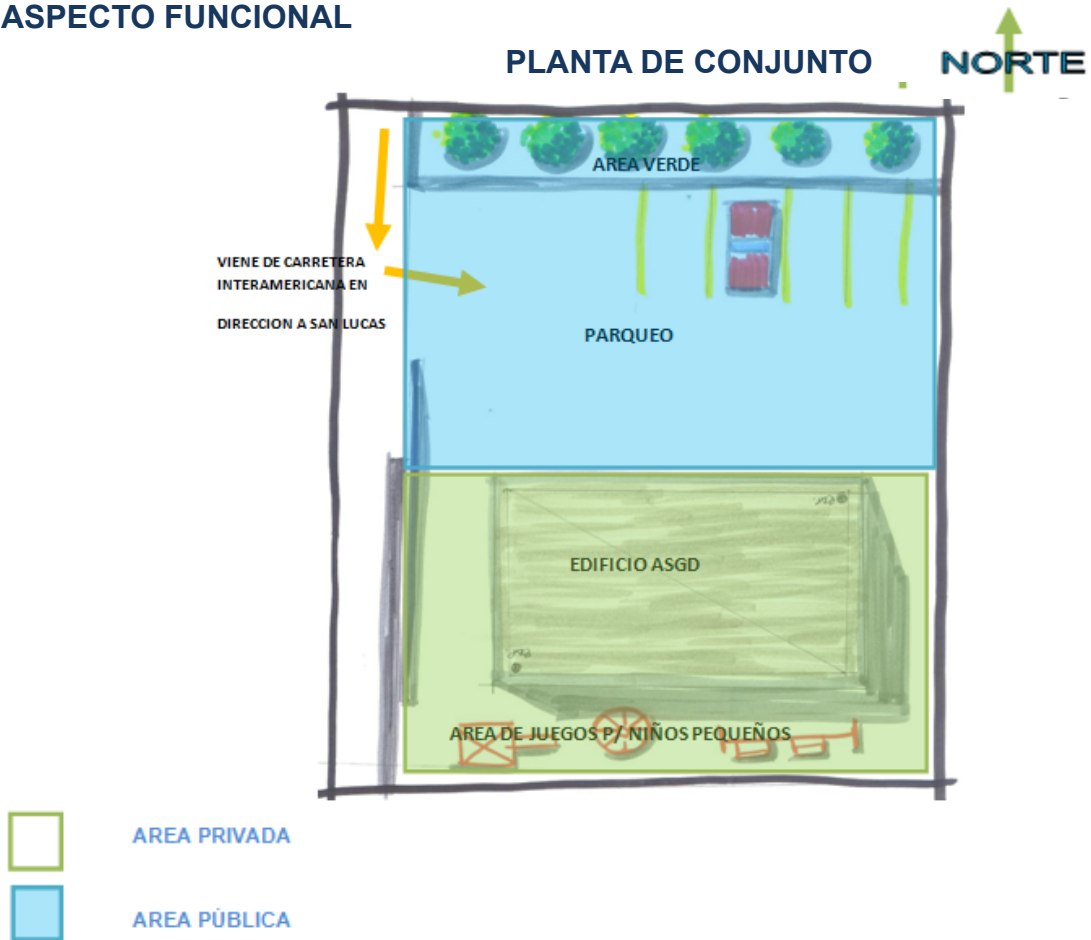 ASPECTO FUNCIONAL
PLANTA DE CONJUNTO
NORTE
AREA VERDE
VIENE DE CARRETERA
INTERAMERICANA EN
DIRECCION A SAN LUCAS
PARQUEO
EDIFICIO ASGD
AREA DE JUEGOS P/ NIÑOS PEQUEÑOS
AREA PRIVADA
AREA PÚBLICA